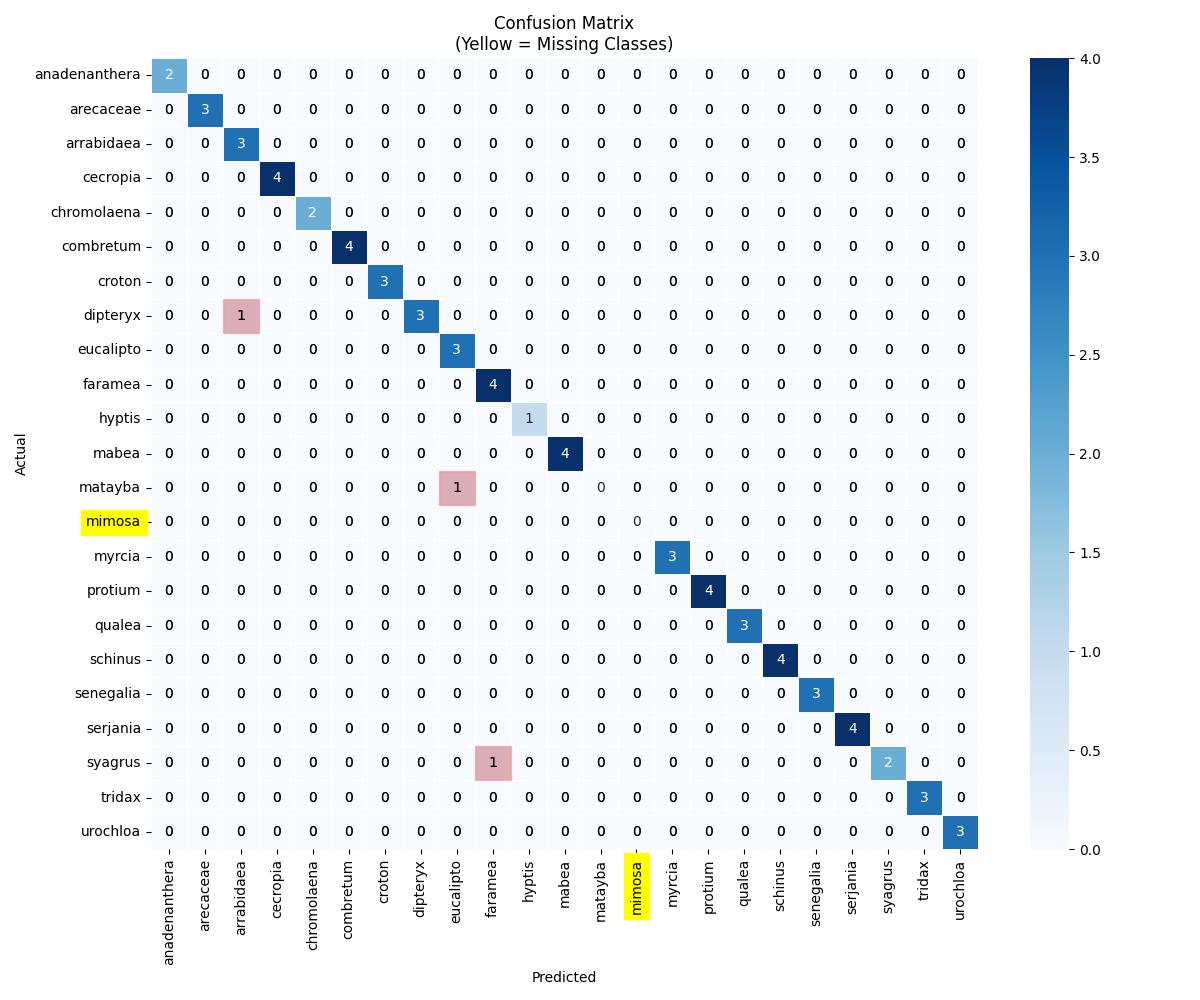 Confusion Matrix
(Yellow = Missing Classes)
anadenanthera 2 0 0 0 0 0 0 0 0 0 0 0 0 0 0 0 0 0 0 0 0 0 0
arecaceae 0 3 0 0 0 0 0 0 0 0 0 0 0 0 0 0 0 0 0 0 0 0 0
arrabidaea 0 0 3 0 0 0 0 0 0 0 0 0 0 0 0 0 0 0 0 0 0 0 0
cecropia 0 0 0 4 0 0 0 0 0 0 0 0 0 0 0 0 0 0 0 0 0 0 0
chromolaena 0 0 0 0 2 0 0 0 0 0 0 0 0 0 0 0 0 0 0 0 0 0 0
combretum 0 0 0 0 0 4 0 0 0 0 0 0 0 0 0 0 0 0 0 0 0 0 0
croton 0 0 0 0 0 0 3 0 0 0 0 0 0 0 0 0 0 0 0 0 0 0 0
dipteryx 0 0 1 0 0 0 0 3 0 0 0 0 0 0 0 0 0 0 0 0 0 0 0
eucalipto 0 0 0 0 0 0 0 0 3 0 0 0 0 0 0 0 0 0 0 0 0 0 0
faramea 0 0 0 0 0 0 0 0 0 4 0 0 0 0 0 0 0 0 0 0 0 0 0
hyptis 0 0 0 0 0 0 0 0 0 0 1 0 0 0 0 0 0 0 0 0 0 0 0
mabea 0 0 0 0 0 0 0 0 0 0 0 4 0 0 0 0 0 0 0 0 0 0 0
matayba 0 0 0 0 0 0 0 0 1 0 0 0 0 0 0 0 0 0 0 0 0 0 0
mimosa 0 0 0 0 0 0 0 0 0 0 0 0 0 0 0 0 0 0 0 0 0 0 0
myrcia 0 0 0 0 0 0 0 0 0 0 0 0 0 0 3 0 0 0 0 0 0 0 0
protium 0 0 0 0 0 0 0 0 0 0 0 0 0 0 0 4 0 0 0 0 0 0 0
qualea 0 0 0 0 0 0 0 0 0 0 0 0 0 0 0 0 3 0 0 0 0 0 0
schinus 0 0 0 0 0 0 0 0 0 0 0 0 0 0 0 0 0 4 0 0 0 0 0
senegalia 0 0 0 0 0 0 0 0 0 0 0 0 0 0 0 0 0 0 3 0 0 0 0
serjania 0 0 0 0 0 0 0 0 0 0 0 0 0 0 0 0 0 0 0 4 0 0 0
syagrus 0 0 0 0 0 0 0 0 0 1 0 0 0 0 0 0 0 0 0 0 2 0 0
tridax 0 0 0 0 0 0 0 0 0 0 0 0 0 0 0 0 0 0 0 0 0 3 0
urochloa 0 0 0 0 0 0 0 0 0 0 0 0 0 0 0 0 0 0 0 0 0 0 3
Actual
anadenanthera
arecaceae
arrabidaea
cecropia
chromolaena
combretum
croton
dipteryx
eucalipto
faramea
hyptis
mabea
matayba
mimosa
myrcia
protium
qualea
schinus
senegalia
serjania
syagrus
tridax
urochloa
Predicted
4.0
3.5
3.0
2.5
2.0
1.5
1.0
0.5
0.0